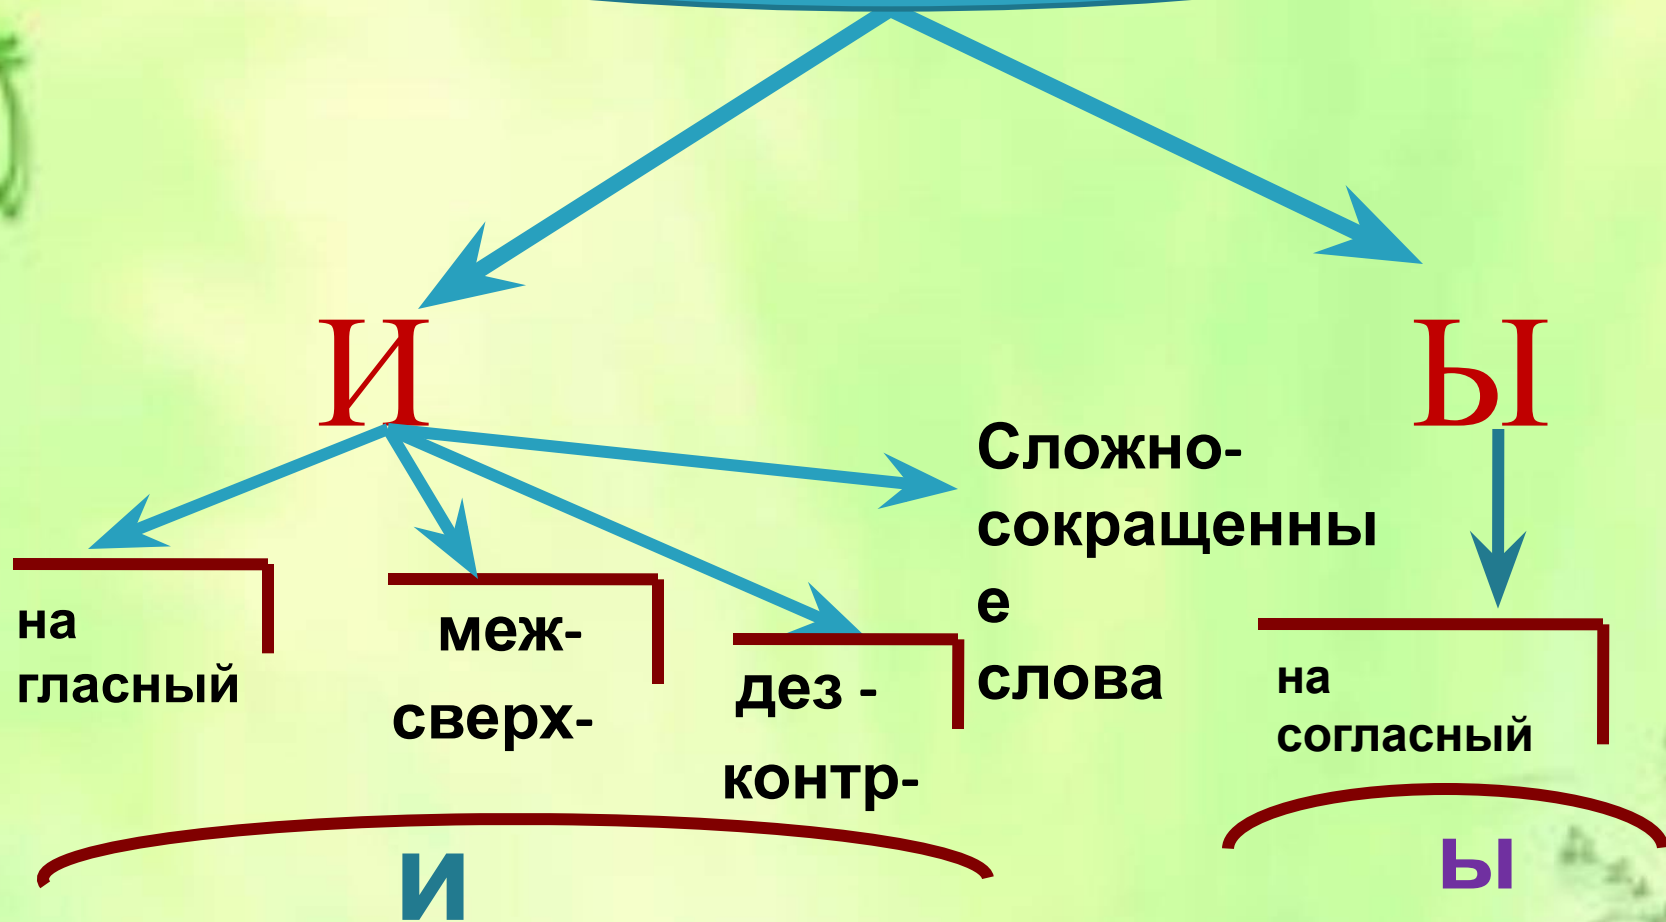 И
Ы
на
гласный
меж-
сверх-
дез -
контр-
Сложно-
сокращенны
е
слова
на
согласный
и
ы